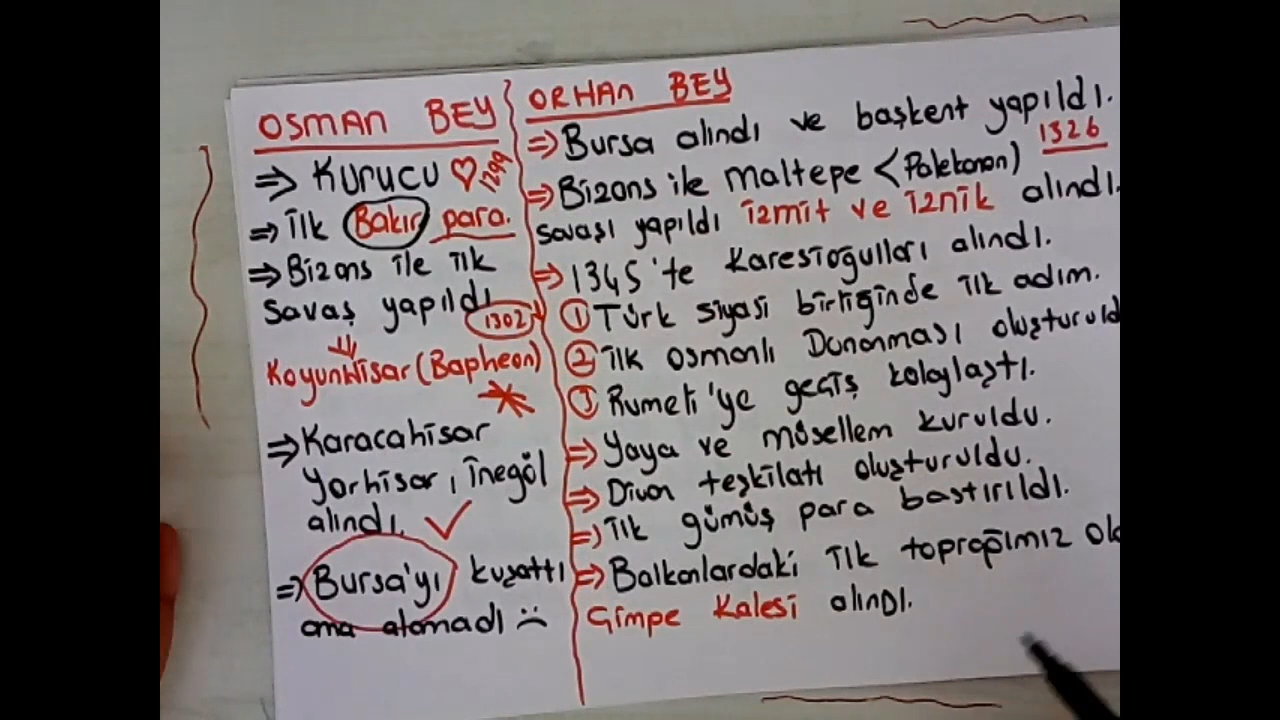 OSMAN BEY
⇒ Kurucu ♡ 1299
⇒ İlk Bakır para.
⇒ Bizans ile ilk
savaş yapıldı 1302
Koyunhisar (Bapheon)
⇒ Karacahisar
Yarhisar, İnegöl
alındı. ✓
⇒ Bursa'yı kuşattı
ama alamadı
ORHAN BEY
⇒ Bursa alındı ve başkent yapıldı.
1326
⇒ Bizans ile Maltepe <Palekanon)
savaşı yapıldı İzmit ve İznik alındı.
⇒ 1345'te Karesioğulları alındı.
① Türk siyasi birliğinde ilk adım.
② İlk Osmanlı Donanması oluşturuld
③ Rumeli'ye geçiş kolaylaştı.
⇒ Yaya ve müsellem kuruldu.
⇒ Divan teşkilatı oluşturuldu.
⇒ İlk gümüş para bastırıldı.
⇒ Balkanlardaki ilk toprağımız ol
Çimpe Kalesi alındı.